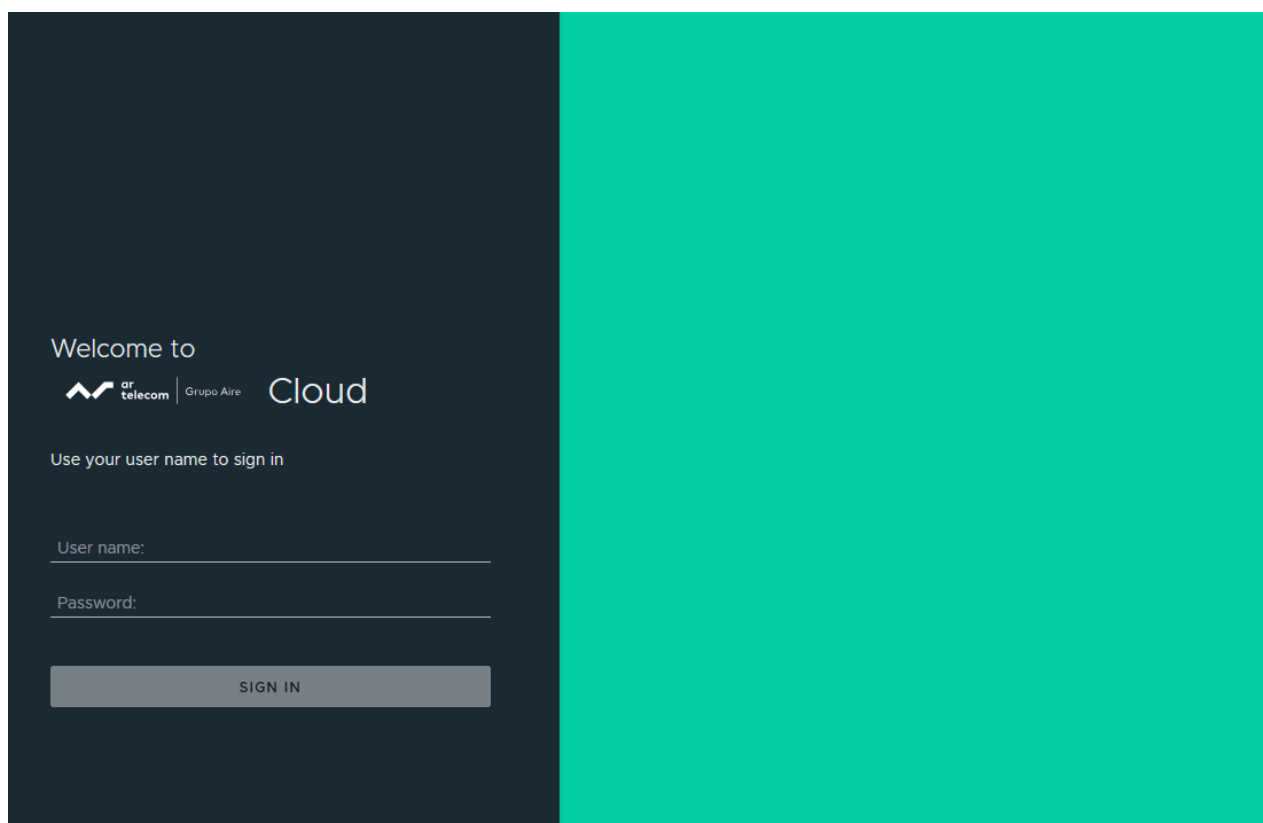 Welcome to
ar telecom Grupo Aire Cloud
Use your user name to sign in
User name:
Password:
SIGN IN